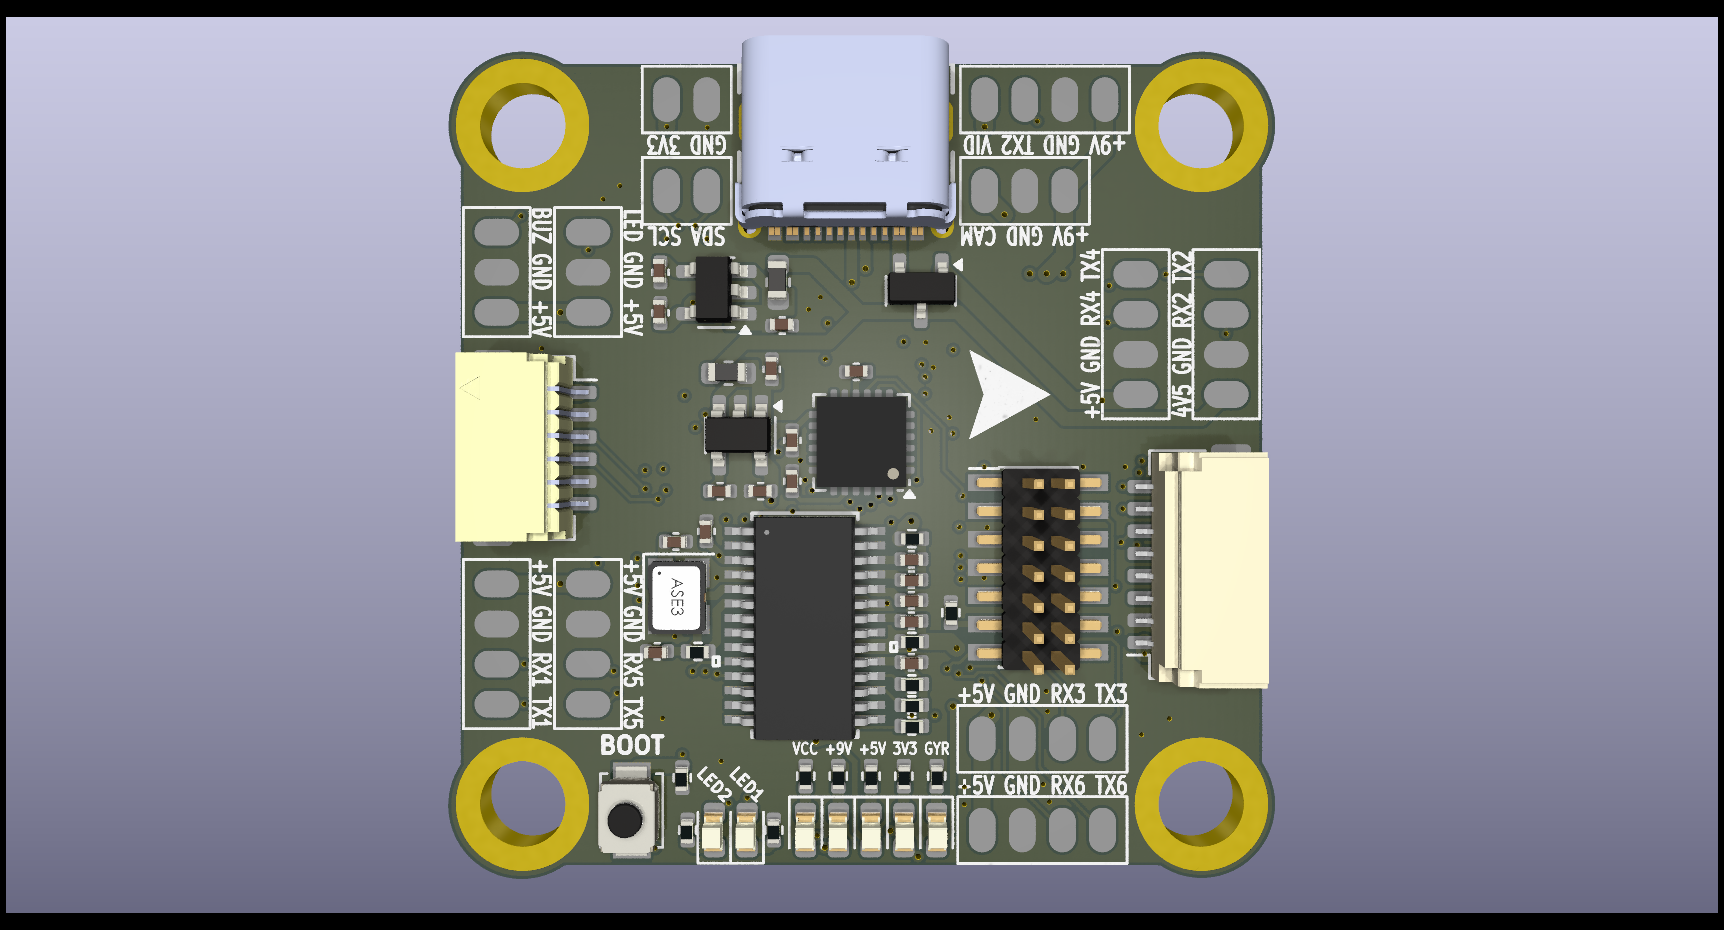 GND 3V3
VID TX2 GND +9V
SDA SCL
CAM GND +9V
BUZ GND +5V
LED GND +5V
+5V GND RX4 TX4
4V5 GND RX2 TX2
+5V GND RX1 TX1
+5V GND RX5 TX5
ASE3
+5V GND RX3 TX3
BOOT
VCC +9V +5V 3V3 GYR
LED2 LED1
+5V GND RX6 TX6